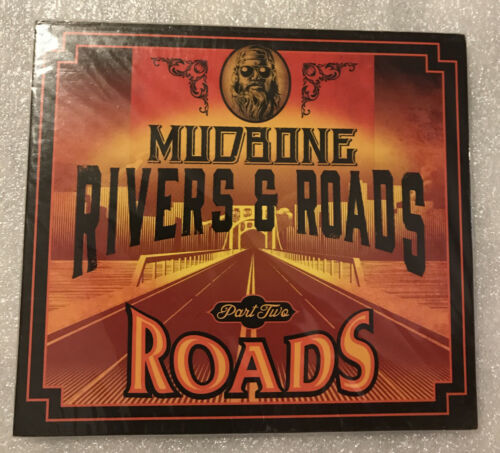 MUDBONE
RIVERS & ROADS
Part Two
ROADS